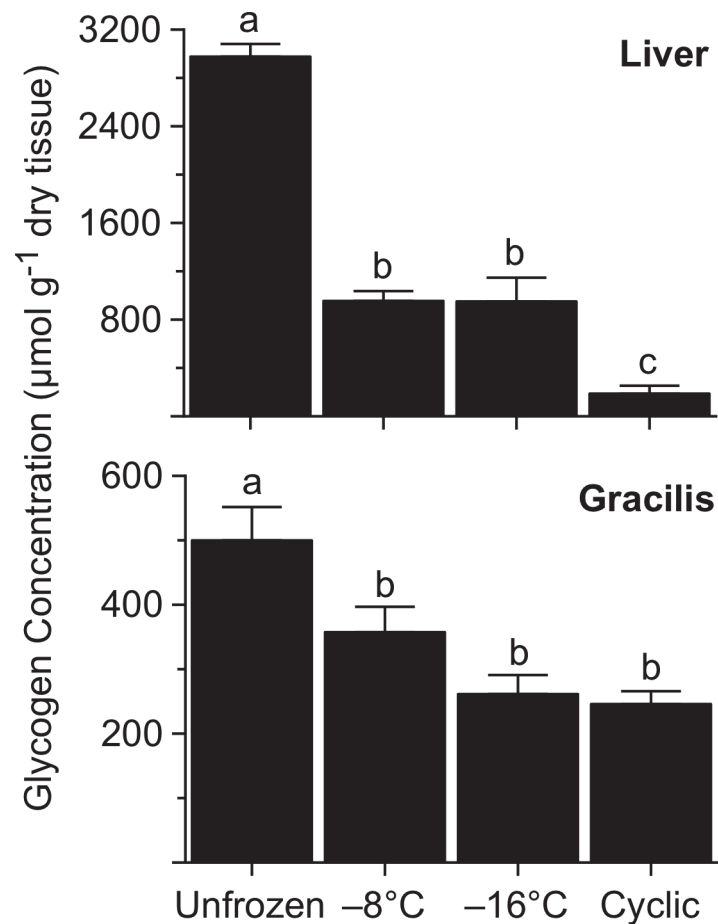 Glycogen Concentration (µmol g⁻¹ dry tissue)
Liver
3200
2400
1600
800
a
b
b
c
Gracilis
600
400
200
a
b
b
b
Unfrozen –8°C –16°C Cyclic